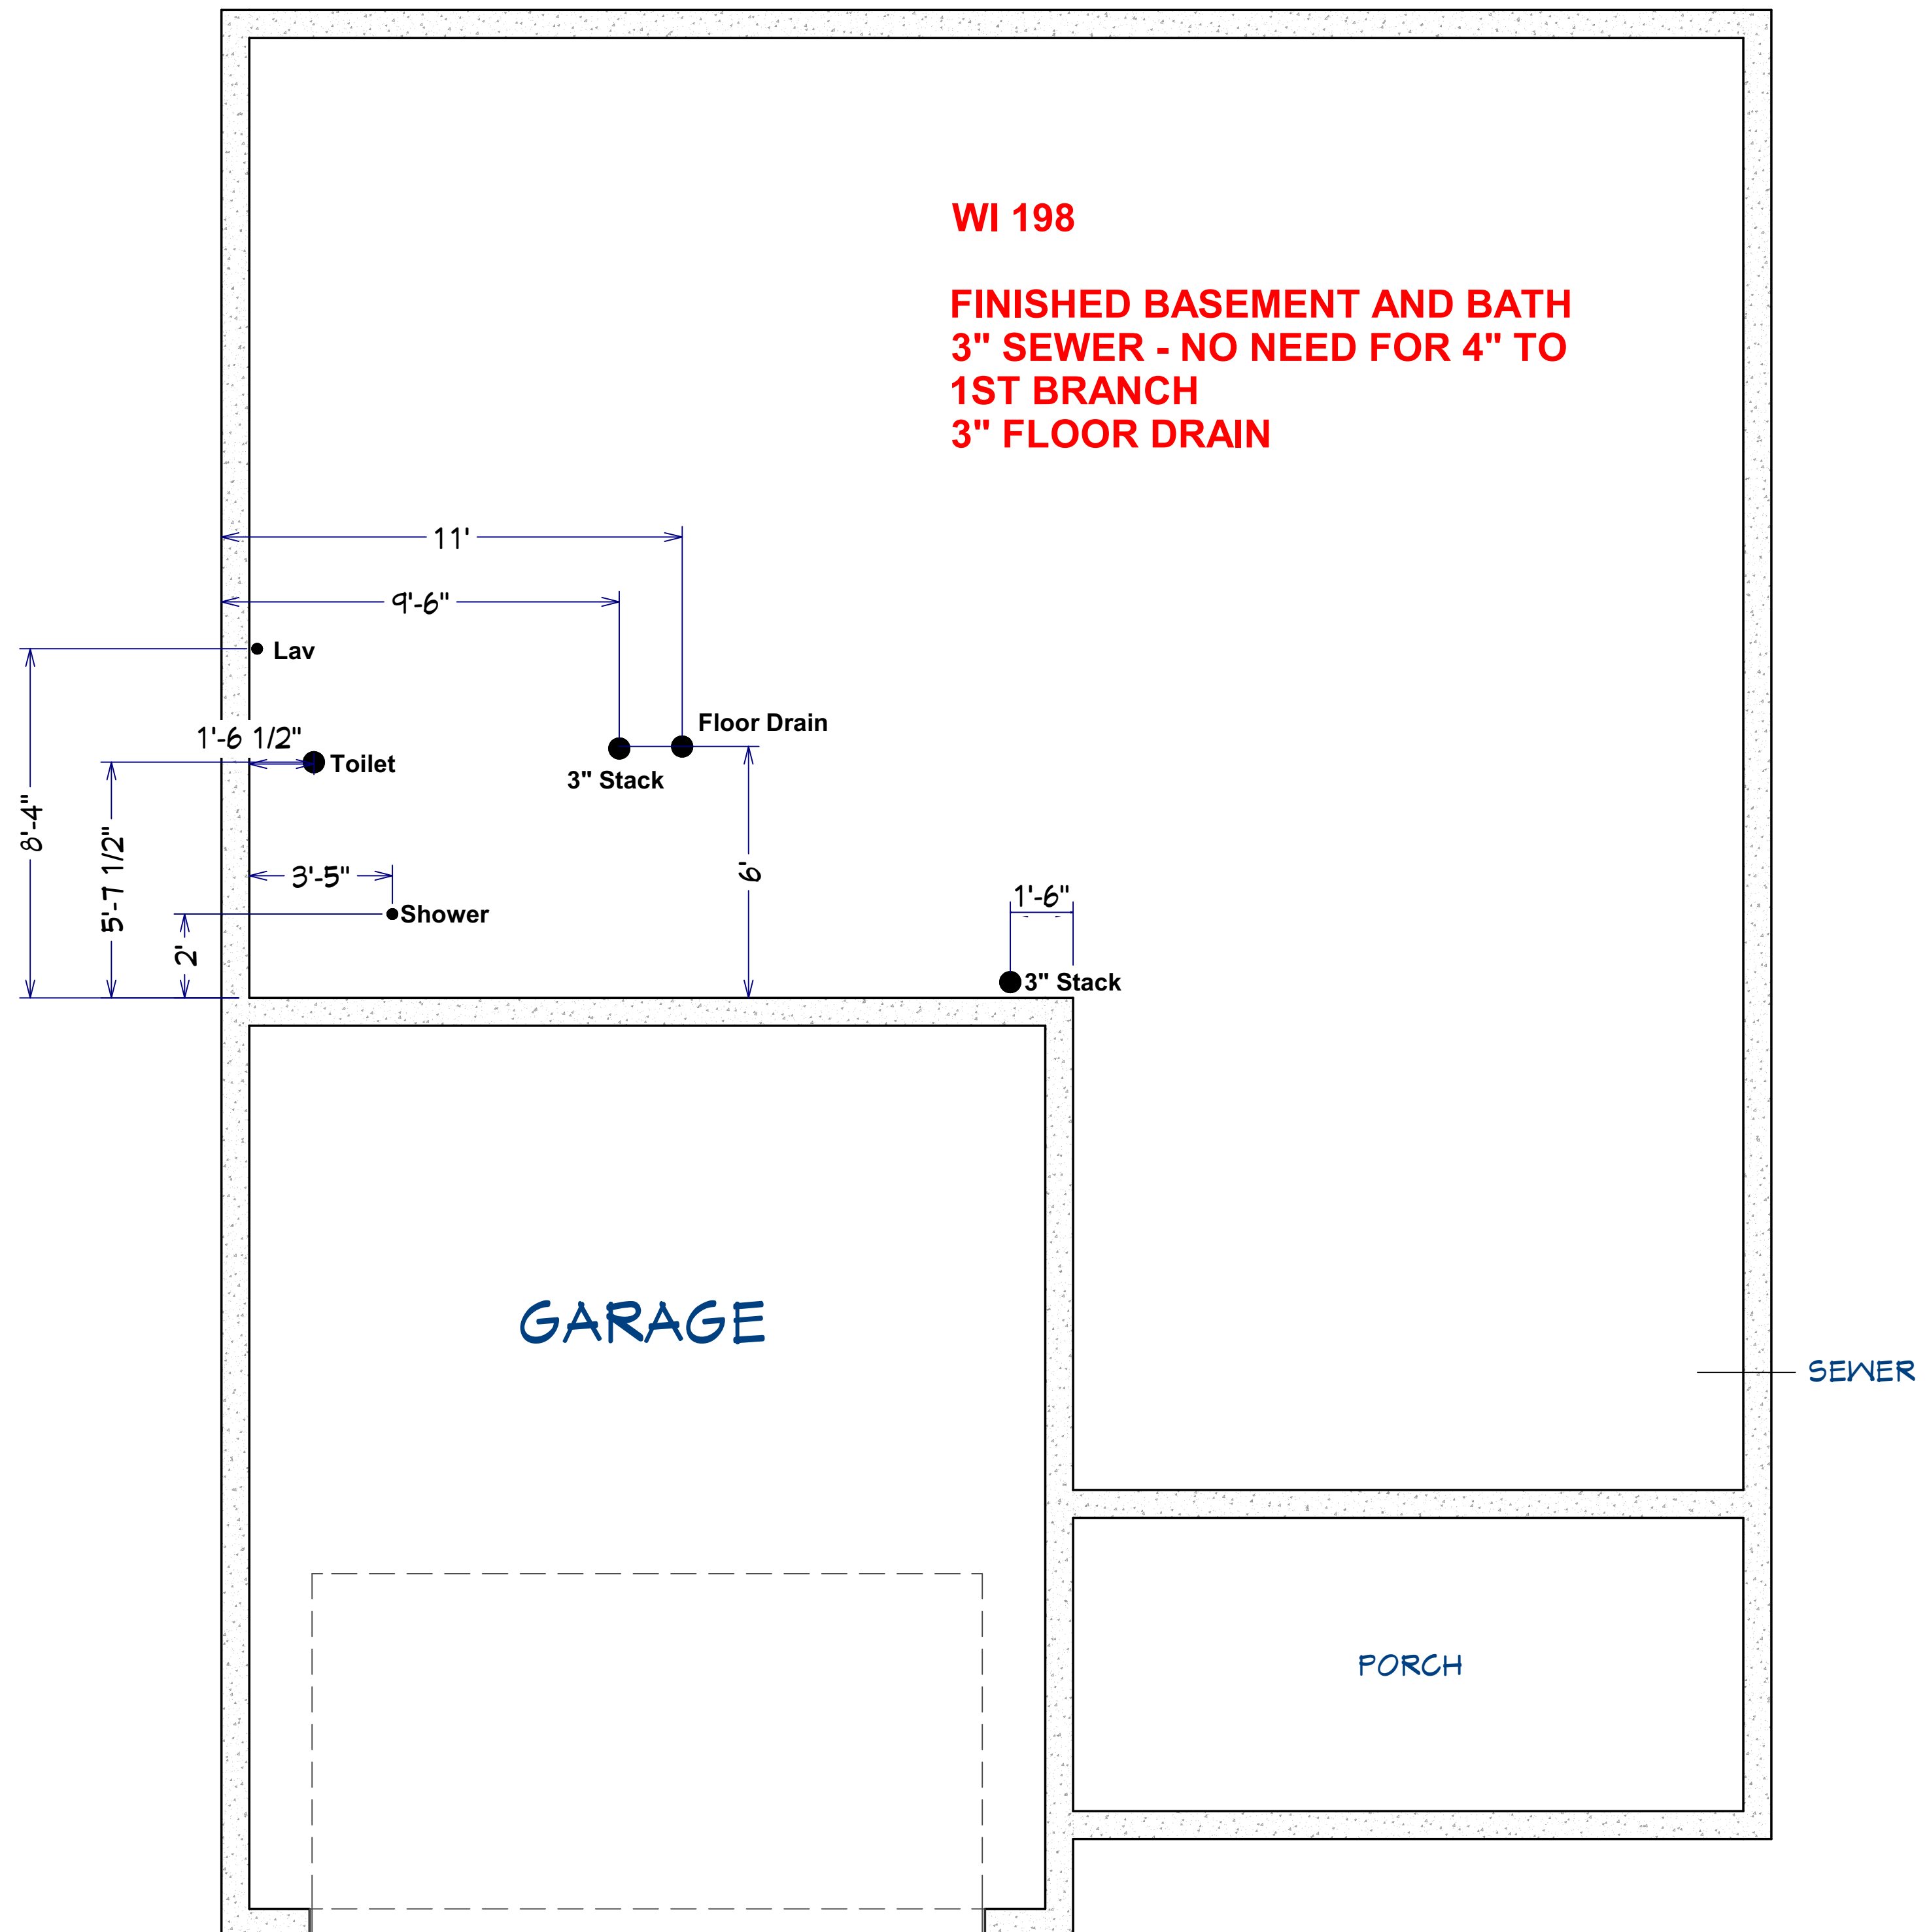 WI 198
FINISHED BASEMENT AND BATH
3" SEWER - NO NEED FOR 4" TO
1ST BRANCH
3" FLOOR DRAIN
11'
9'-6"
Lav
Floor Drain
1'-6 1/2"
Toilet
3" Stack
8'-4"
5'-7 1/2"
3'-5"
6'
1'-6"
Shower
2'
3" Stack
GARAGE
SEWER
PORCH